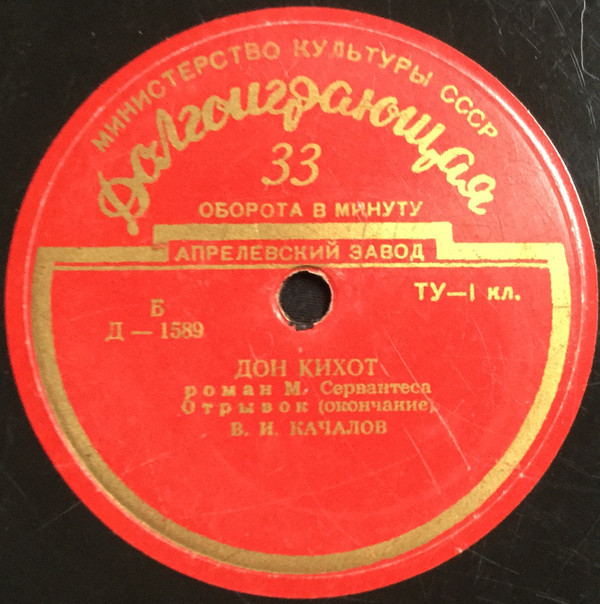 МИНИСТЕРСТВО КУЛЬТУРЫ СССР
Долгоиграющая
33
ОБОРОТА В МИНУТУ
АПРЕЛЕВСКИЙ ЗАВОД
Б
Д — 1589
ТУ—1 кл.
ДОН КИХОТ
роман М. Сервантеса
Отрывок (окончание)
В. И. КАЧАЛОВ